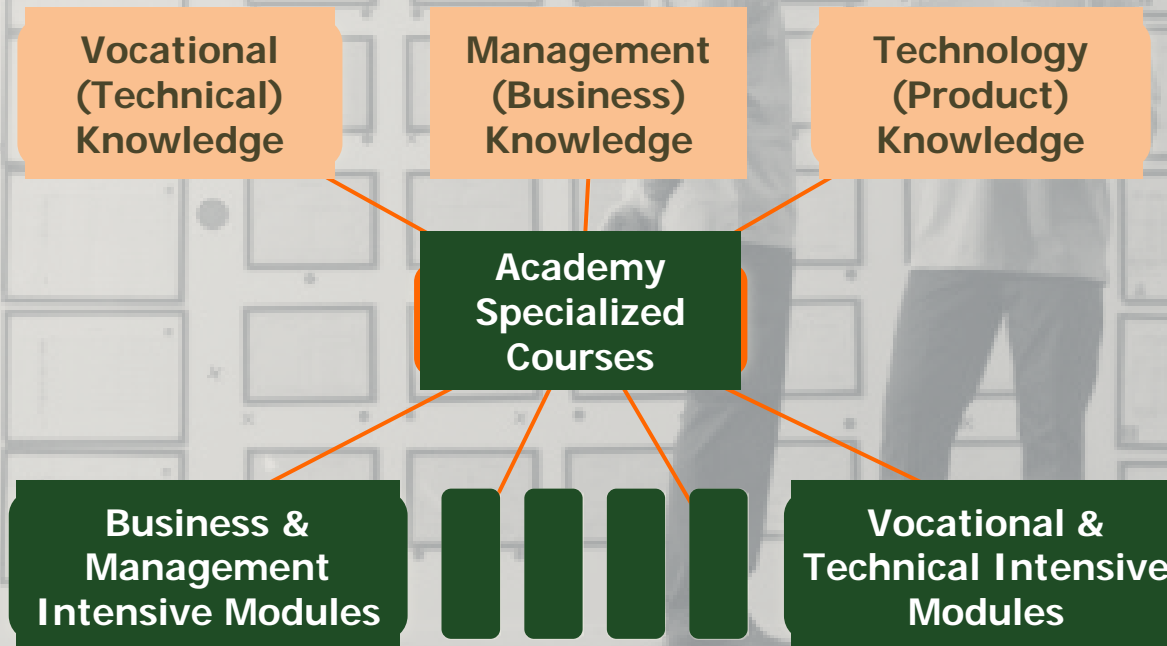 Vocational
(Technical)
Knowledge
Management
(Business)
Knowledge
Technology
(Product)
Knowledge
Academy
Specialized
Courses
Business &
Management
Intensive Modules
Vocational &
Technical Intensive
Modules